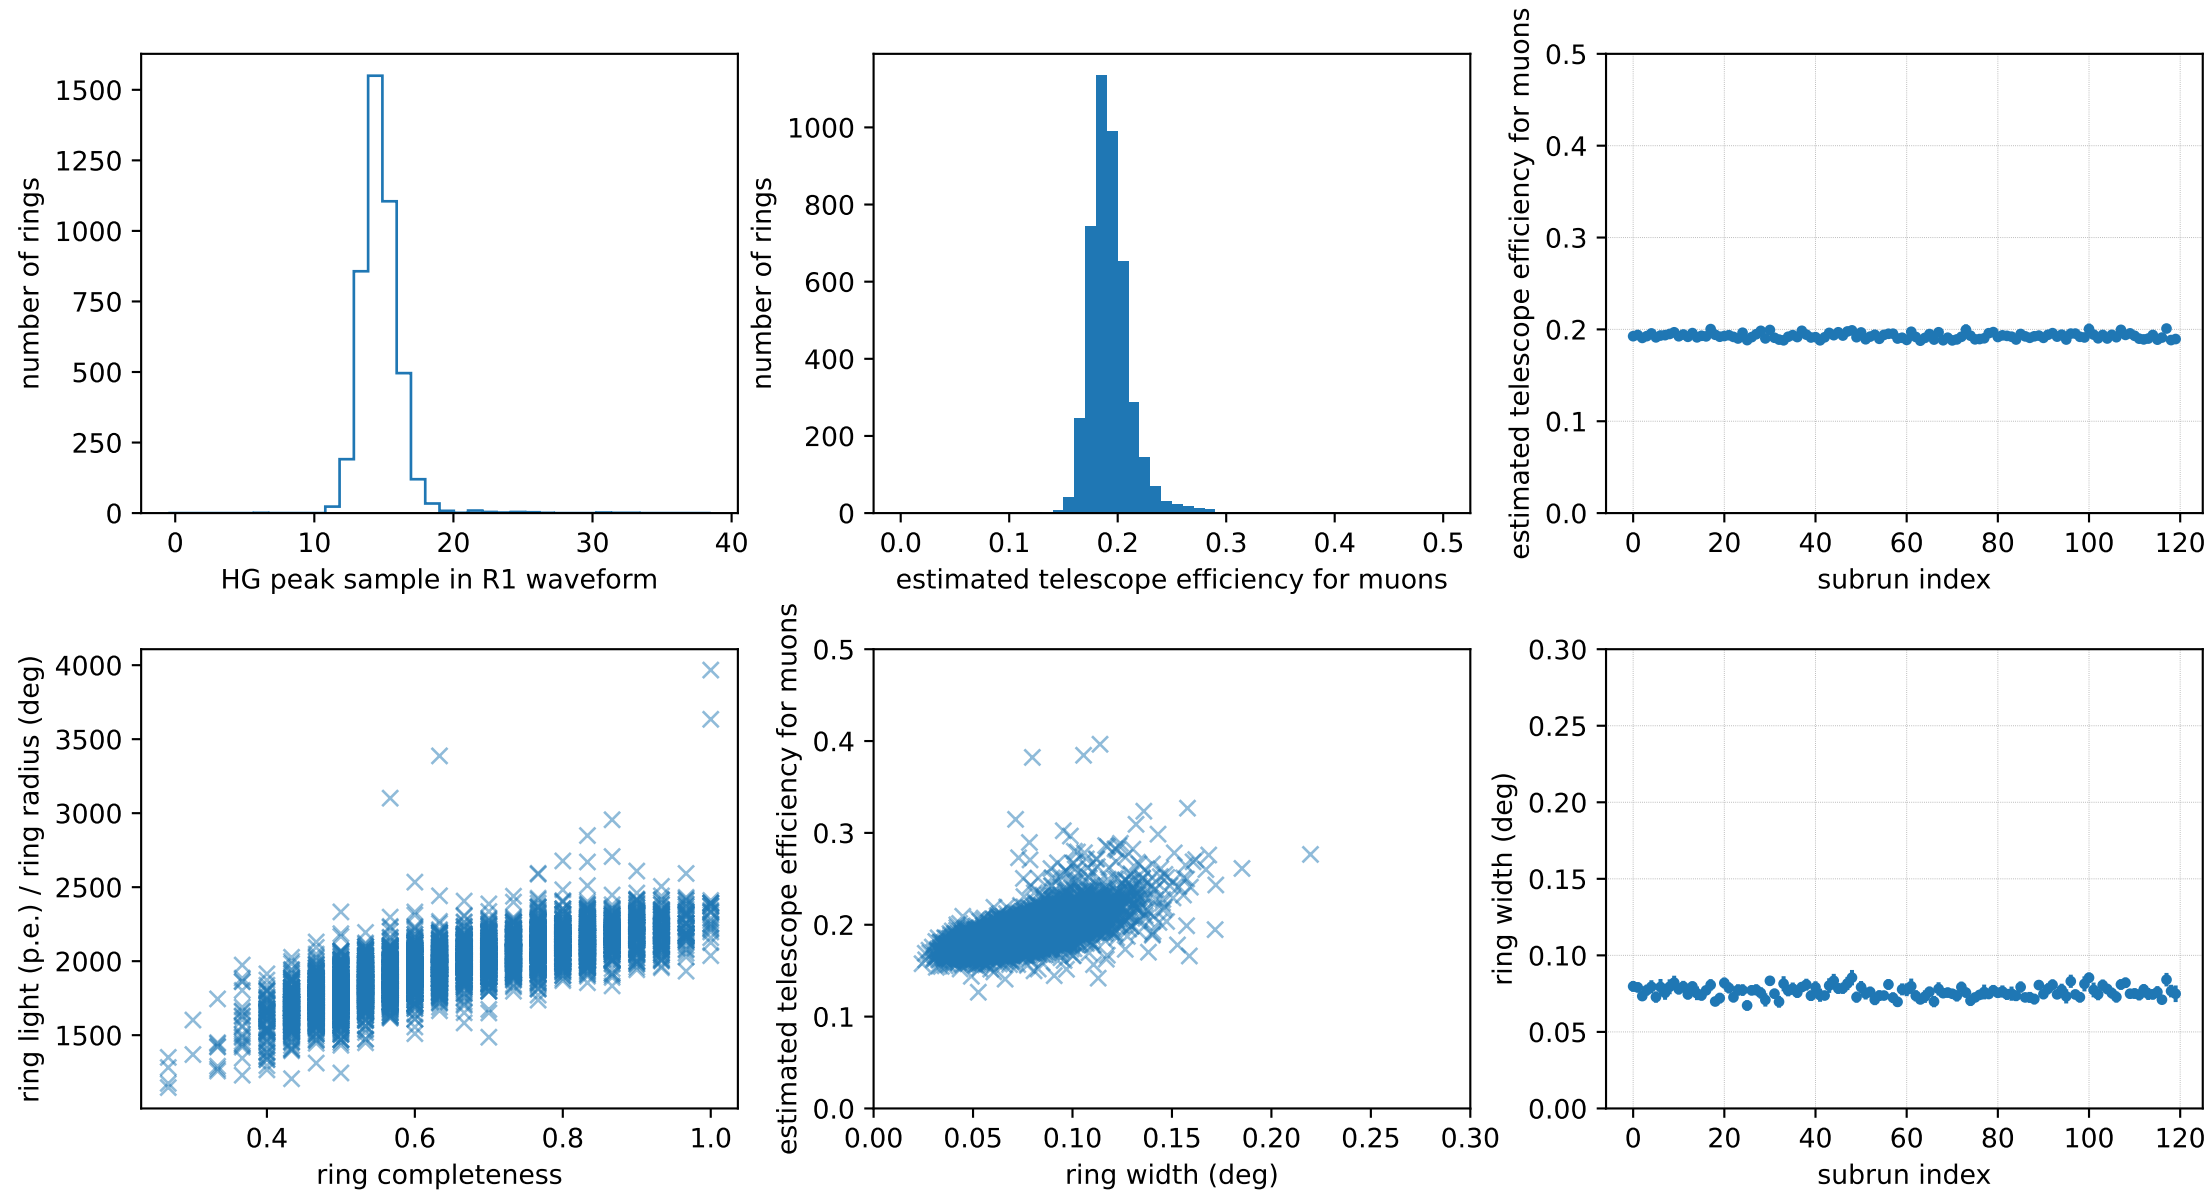 number of rings
1500
1250
1000
750
500
250
0
0 10 20 30 40
HG peak sample in R1 waveform
number of rings
1000
800
600
400
200
0
0.0 0.1 0.2 0.3 0.4 0.5
estimated telescope efficiency for muons
estimated telescope efficiency for muons
0.5
0.4
0.3
0.2
0.1
0.0
0 20 40 60 80 100 120
subrun index
ring light (p.e.) / ring radius (deg)
4000
3500
3000
2500
2000
1500
0.4 0.6 0.8 1.0
ring completeness
estimated telescope efficiency for muons
0.5
0.4
0.3
0.2
0.1
0.0
0.00 0.05 0.10 0.15 0.20 0.25 0.30
ring width (deg)
ring width (deg)
0.30
0.25
0.20
0.15
0.10
0.05
0.00
0 20 40 60 80 100 120
subrun index